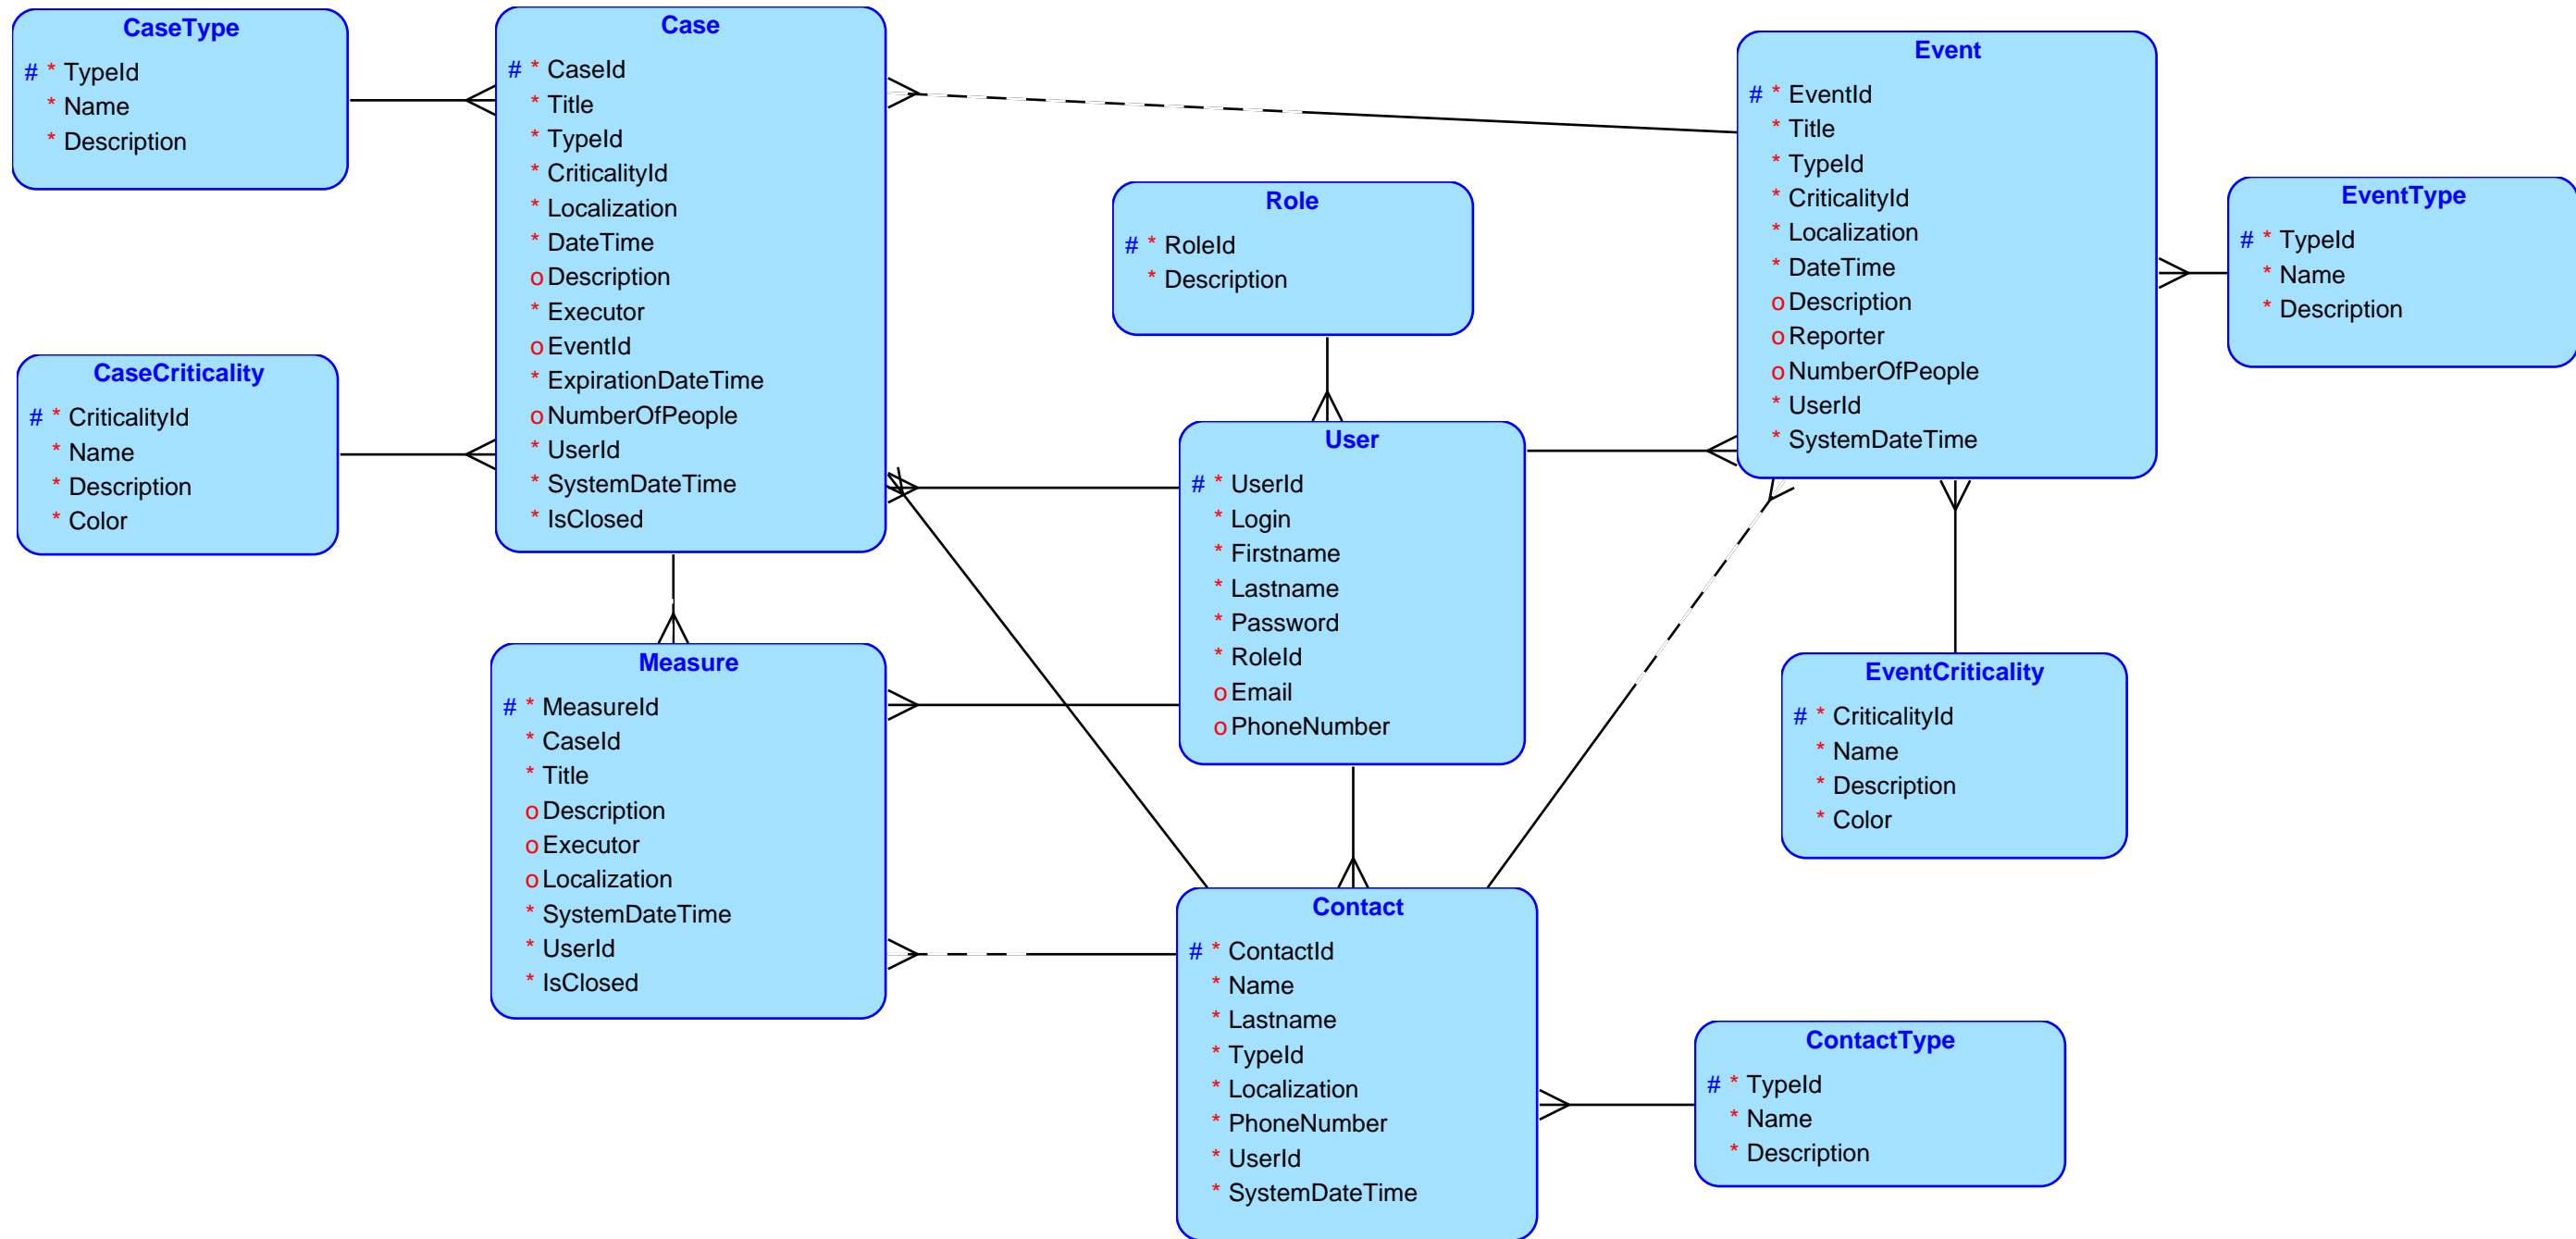 CaseType
# * TypeId
* Name
* Description
Case
# * CaseId
* Title
* TypeId
* CriticalityId
* Localization
* DateTime
o Description
* Executor
o EventId
* ExpirationDateTime
o NumberOfPeople
* UserId
* SystemDateTime
* IsClosed
Event
# * EventId
* Title
* TypeId
* CriticalityId
* Localization
* DateTime
o Description
o Reporter
o NumberOfPeople
* UserId
* SystemDateTime
Role
# * RoleId
* Description
EventType
# * TypeId
* Name
* Description
CaseCriticality
# * CriticalityId
* Name
* Description
* Color
User
# * UserId
* Login
* Firstname
* Lastname
* Password
* RoleId
o Email
o PhoneNumber
Measure
# * MeasureId
* CaseId
* Title
o Description
o Executor
o Localization
* SystemDateTime
* UserId
* IsClosed
EventCriticality
# * CriticalityId
* Name
* Description
* Color
Contact
# * ContactId
* Name
* Lastname
* TypeId
* Localization
* PhoneNumber
* UserId
* SystemDateTime
ContactType
# * TypeId
* Name
* Description